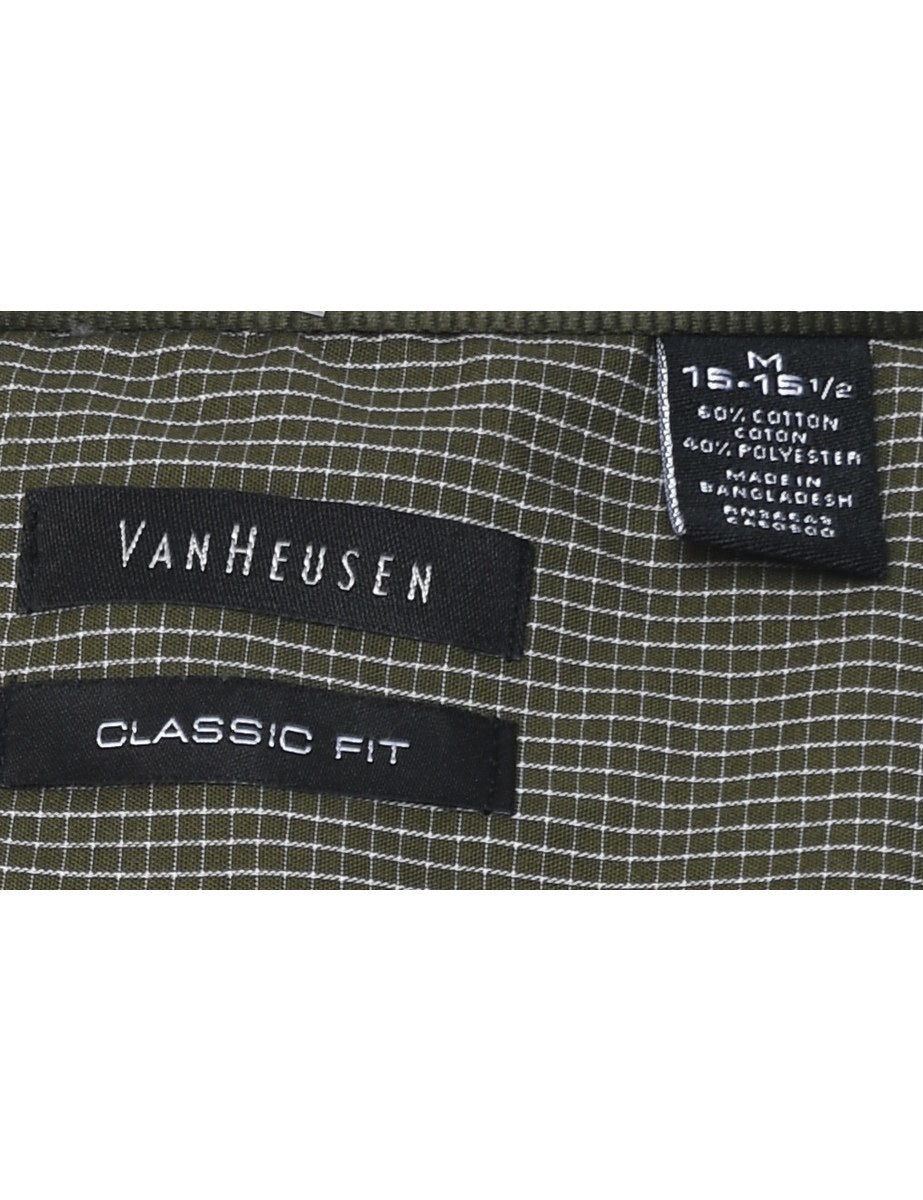 M
15-15 1/2
60% COTTON
COTON
40% POLYESTER
MADE IN
BANGLADESH
VANHEUSEN
CLASSIC FIT